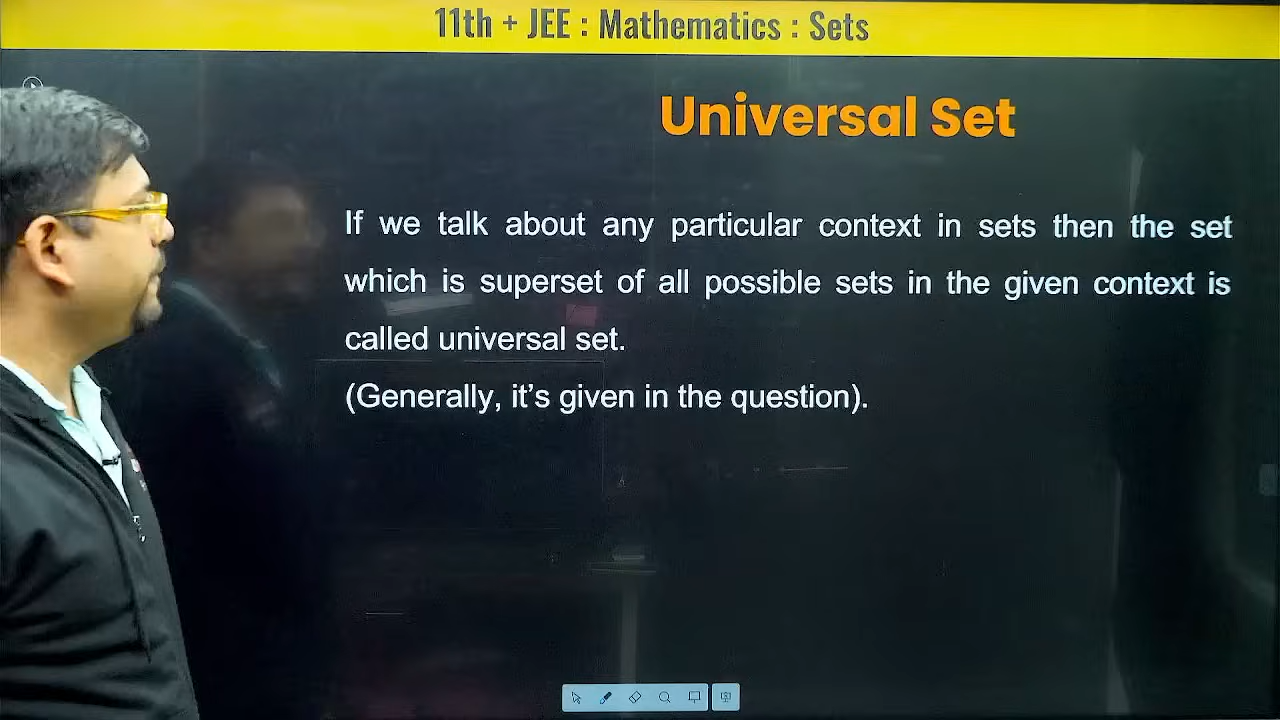 11th + JEE : Mathematics : Sets
Universal Set
If we talk about any particular context in sets then the set
which is superset of all possible sets in the given context is
called universal set.
(Generally, it’s given in the question).